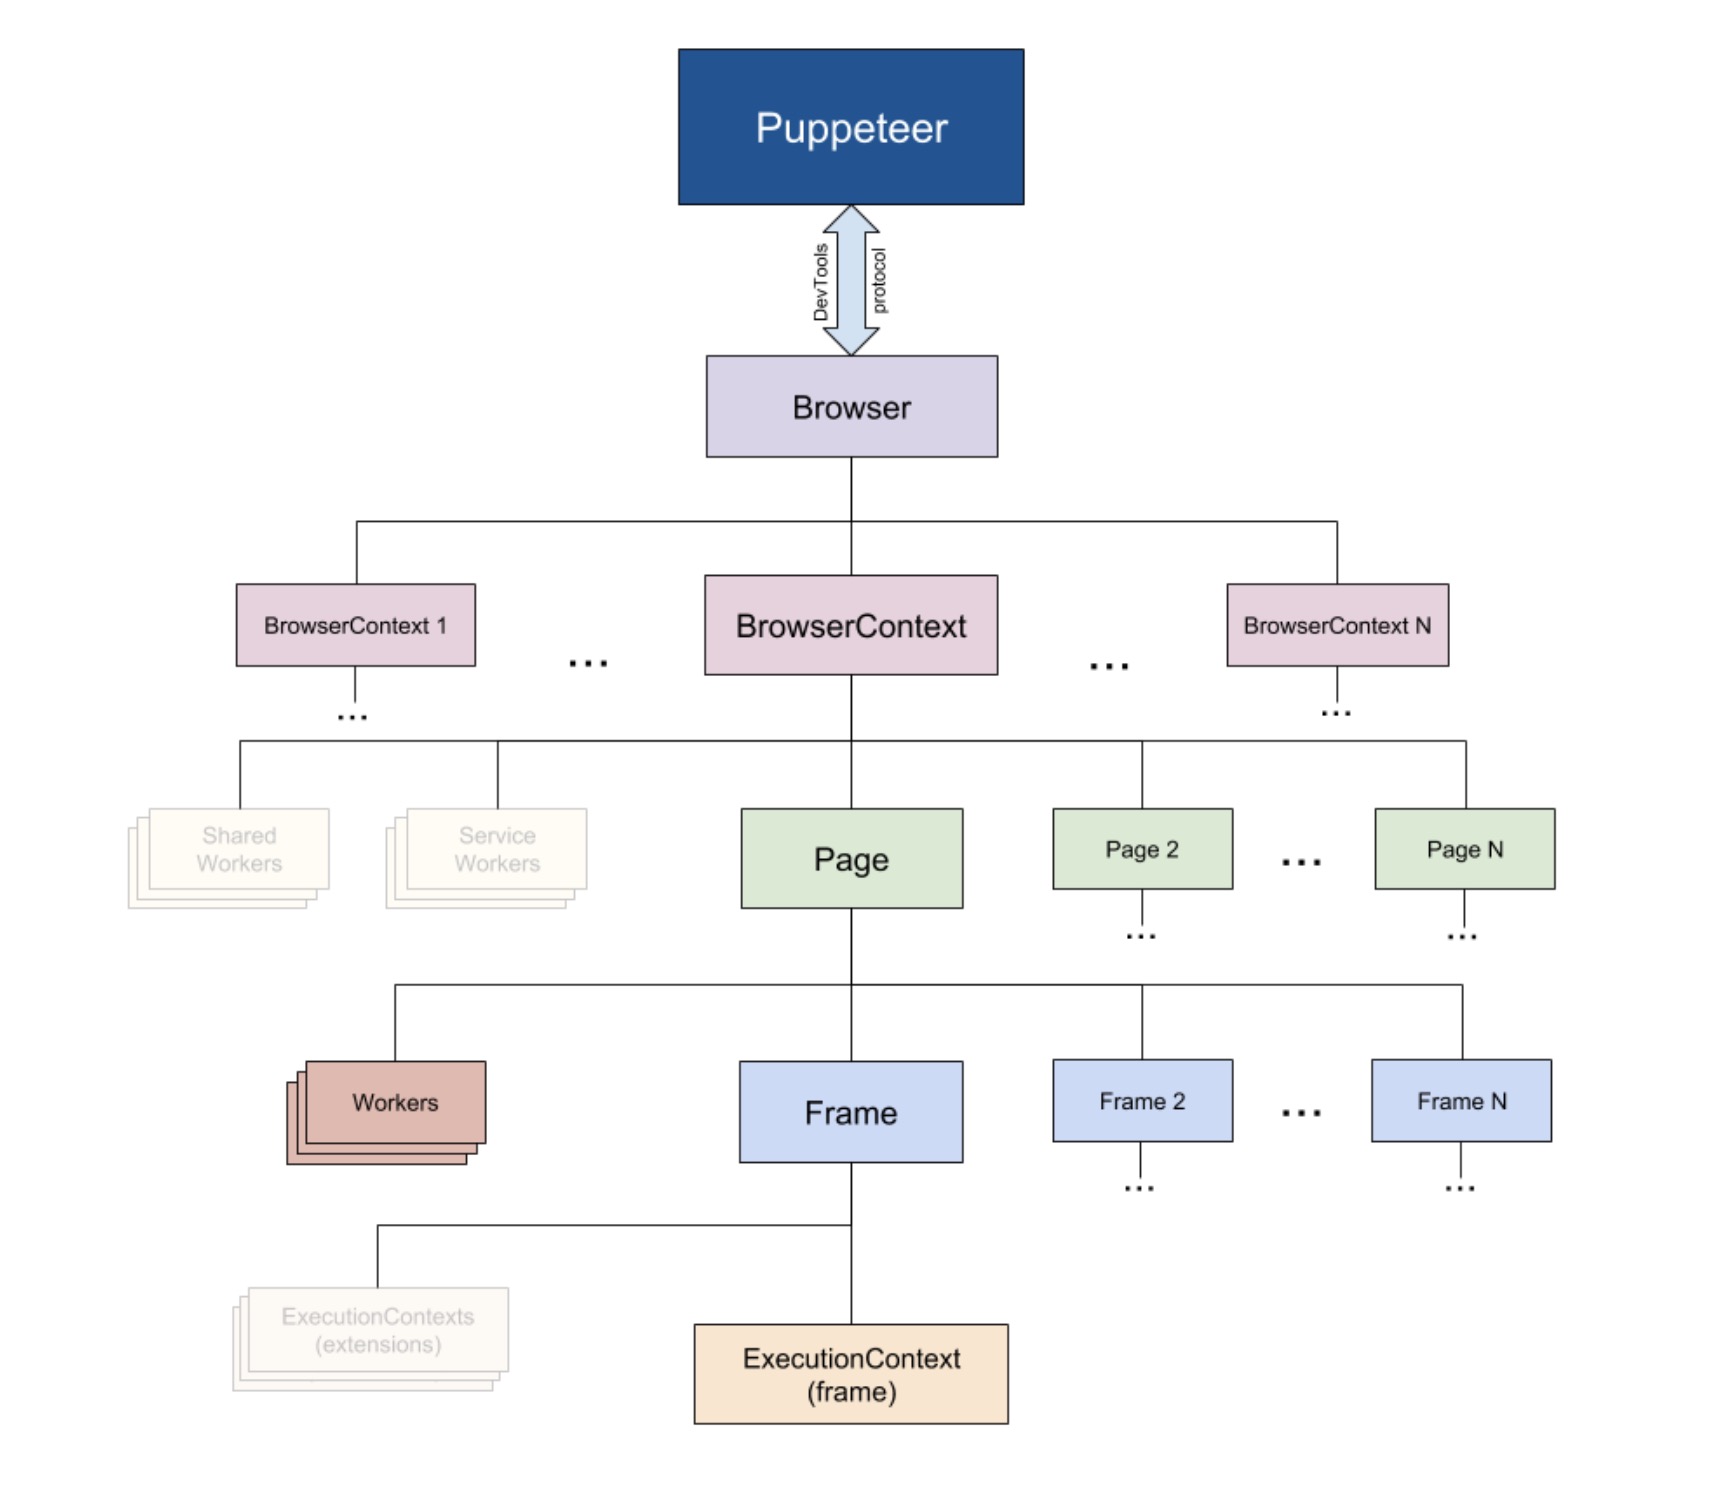 Puppeteer
DevTools
protocol
Browser
BrowserContext 1
...
BrowserContext
...
BrowserContext N
...
...
Shared
Workers
Service
Workers
Page
Page 2
...
Page N
...
...
Workers
Frame
Frame 2
...
Frame N
...
...
ExecutionContexts
(extensions)
ExecutionContext
(frame)